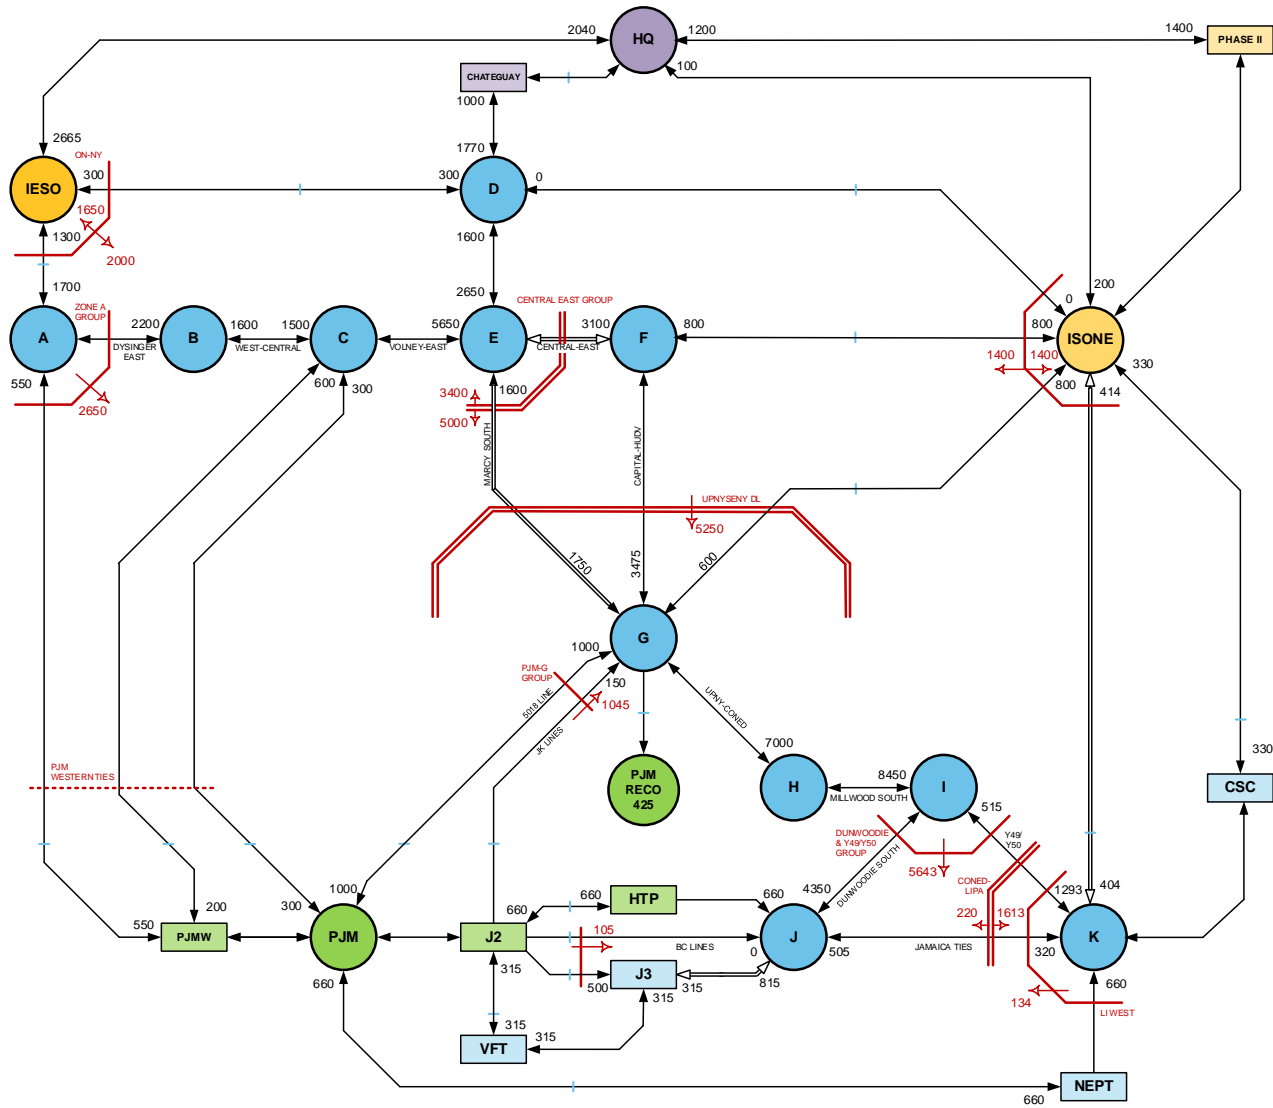 2040
HQ
1200
1400
PHASE II
100
CHATEGUAY
1000
2665
ON-NY
1770
IESO
300
300
D
0
1650
1300
2000
1600
1700
ZONE A
GROUP
2650
CENTRAL EAST GROUP
200
0
A
2200
B
1600
1500
C
5650
E
3100
F
800
800
ISONE
DYSINGER
EAST
WEST-CENTRAL
VOLNEY-EAST
CENTRAL-EAST
1400
1400
330
550
2650
600
300
3400
1600
5000
800
414
MARCY SOUTH
CAPITAL-HUDV
UPNYSENY DL
5250
1750
3475
600
G
1000
PJM-G
GROUP
150
1045
5018 LINE
JK LINES
UPNY-CONED
7000
PJM
WESTERN TIES
PJM
RECO
425
H
8450
I
MILLWOOD SOUTH
515
330
CSC
DUNWOODIE
& Y49/Y50
GROUP
5643
DUNWOODIE SOUTH
Y49/
Y50
CONED-
LIPA
1000
660
HTP
660
4350
1293
404
550
200
300
660
PJMW
PJM
J2
105
BC LINES
J
220
1613
K
0
505
JAMAICA TIES
320
660
315
500
J3
315
315
815
660
134
LI WEST
315
315
VFT
NEPT
660